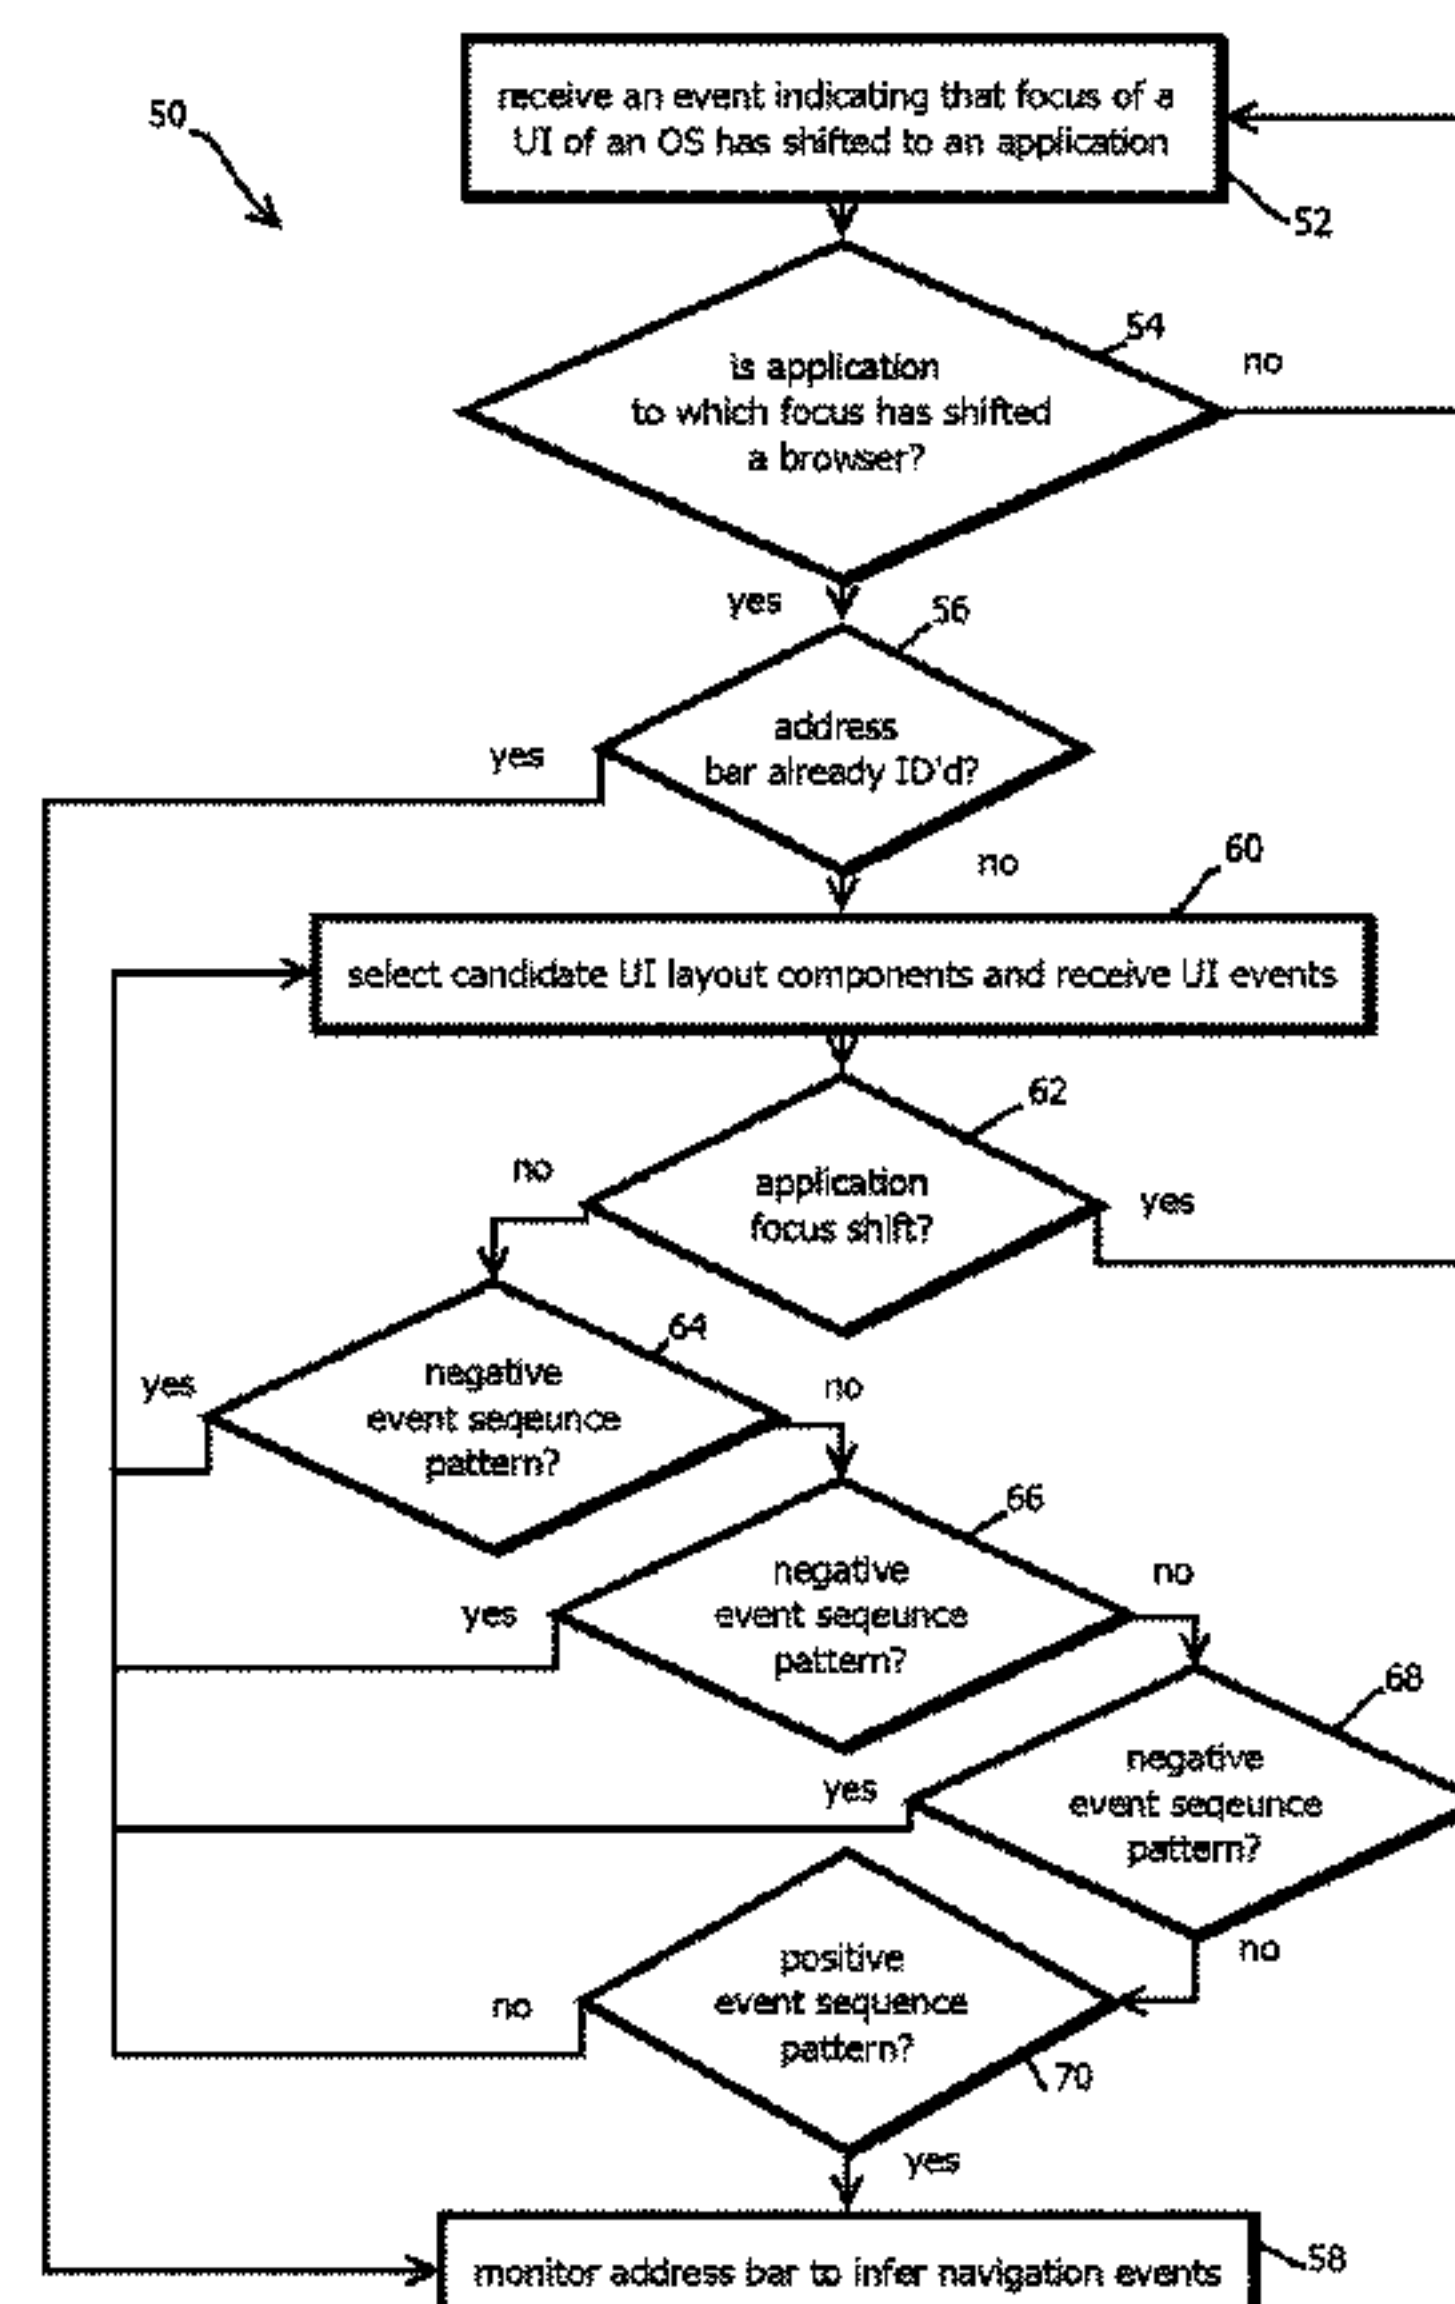 50
receive an event indicating that focus of a
UI of an OS has shifted to an application
52
54
is application
to which focus has shifted
a browser?
no
yes
56
address
bar already ID'd?
yes
no
60
select candidate UI layout components and receive UI events
62
application
focus shift?
no
yes
64
negative
event seqeunce
pattern?
yes
no
66
negative
event seqeunce
pattern?
yes
no
68
negative
event seqeunce
pattern?
yes
no
positive
event sequence
pattern?
no
70
yes
monitor address bar to infer navigation events
58